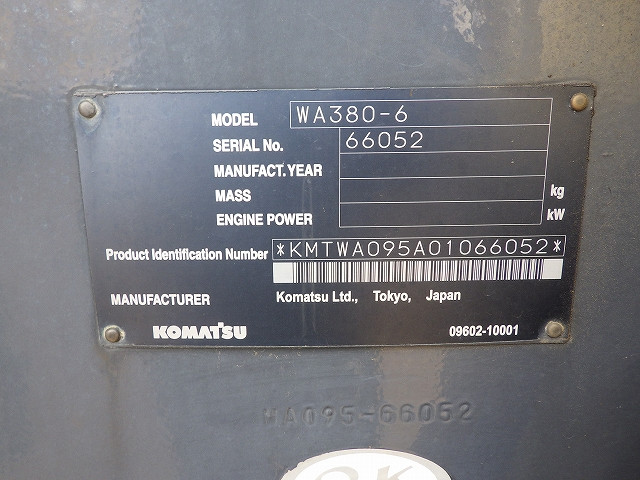 MODEL WA380-6
SERIAL No. 66052
MANUFACT. YEAR
MASS kg
ENGINE POWER kW
Product Identification Number *KMTWA095A01066052*
MANUFACTURER Komatsu Ltd., Tokyo, Japan
KOMATSU 09602-10001
WA095-66052
OK